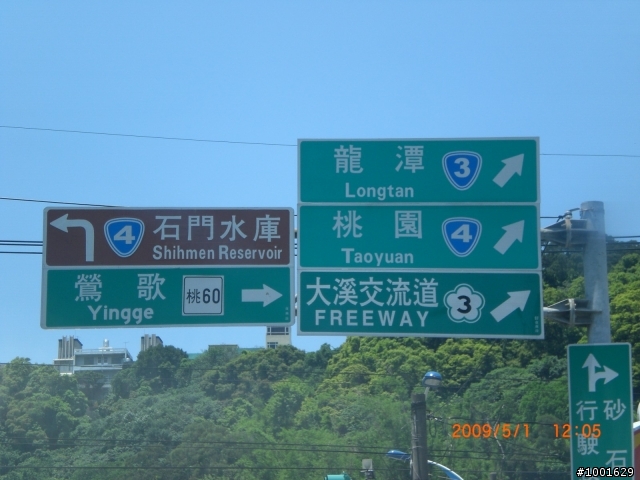 龍潭
3
Longtan
桃園
4
Taoyuan
大溪交流道
3
FREEWAY
4
石門水庫
Shihmen Reservoir
鶯歌
桃60
Yingge
砂石
行駛
2009/5/1 12:05
#1001629